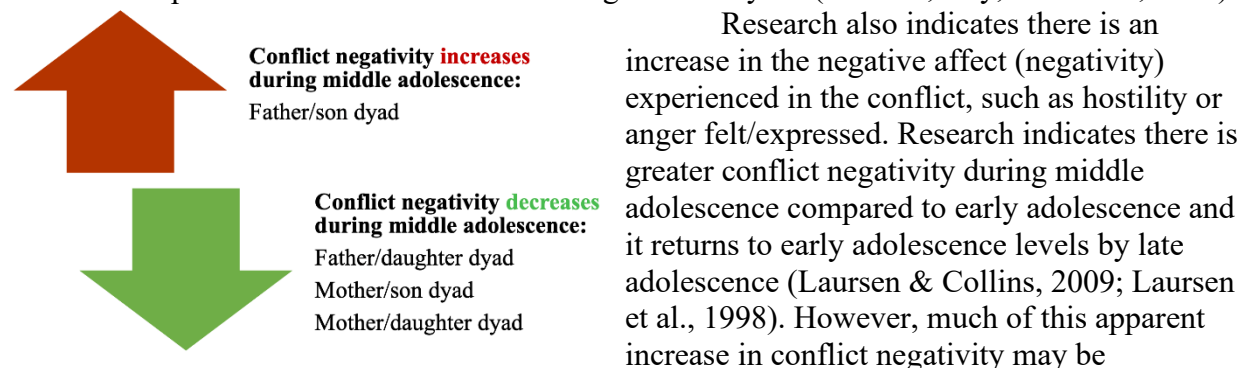 Conflict negativity increases
during middle adolescence:
Father/son dyad
Conflict negativity decreases
during middle adolescence:
Father/daughter dyad
Mother/son dyad
Mother/daughter dyad
Research also indicates there is an
increase in the negative affect (negativity)
experienced in the conflict, such as hostility or
anger felt/expressed. Research indicates there is
greater conflict negativity during middle
adolescence compared to early adolescence and
it returns to early adolescence levels by late
adolescence (Laursen & Collins, 2009; Laursen
et al., 1998). However, much of this apparent
increase in conflict negativity may be